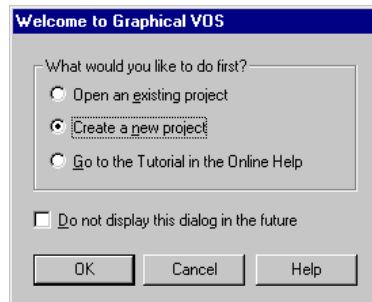 Welcome to Graphical VOS
What would you like to do first?
Open an existing project
Create a new project
Go to the Tutorial in the Online Help
Do not display this dialog in the future
OK
Cancel
Help